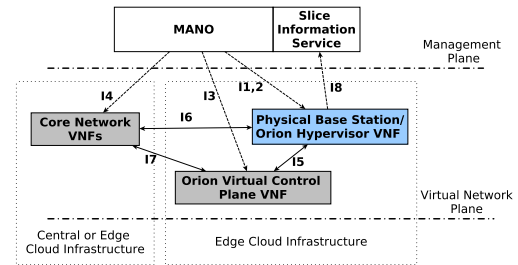 MANO
Slice
Information
Service
Management
Plane
I4
I3
I1,2
I8
Core Network
VNFs
I6
Physical Base Station/
Orion Hypervisor VNF
I7
I5
Orion Virtual Control
Plane VNF
Virtual Network
Plane
Central or Edge
Cloud Infrastructure
Edge Cloud Infrastructure